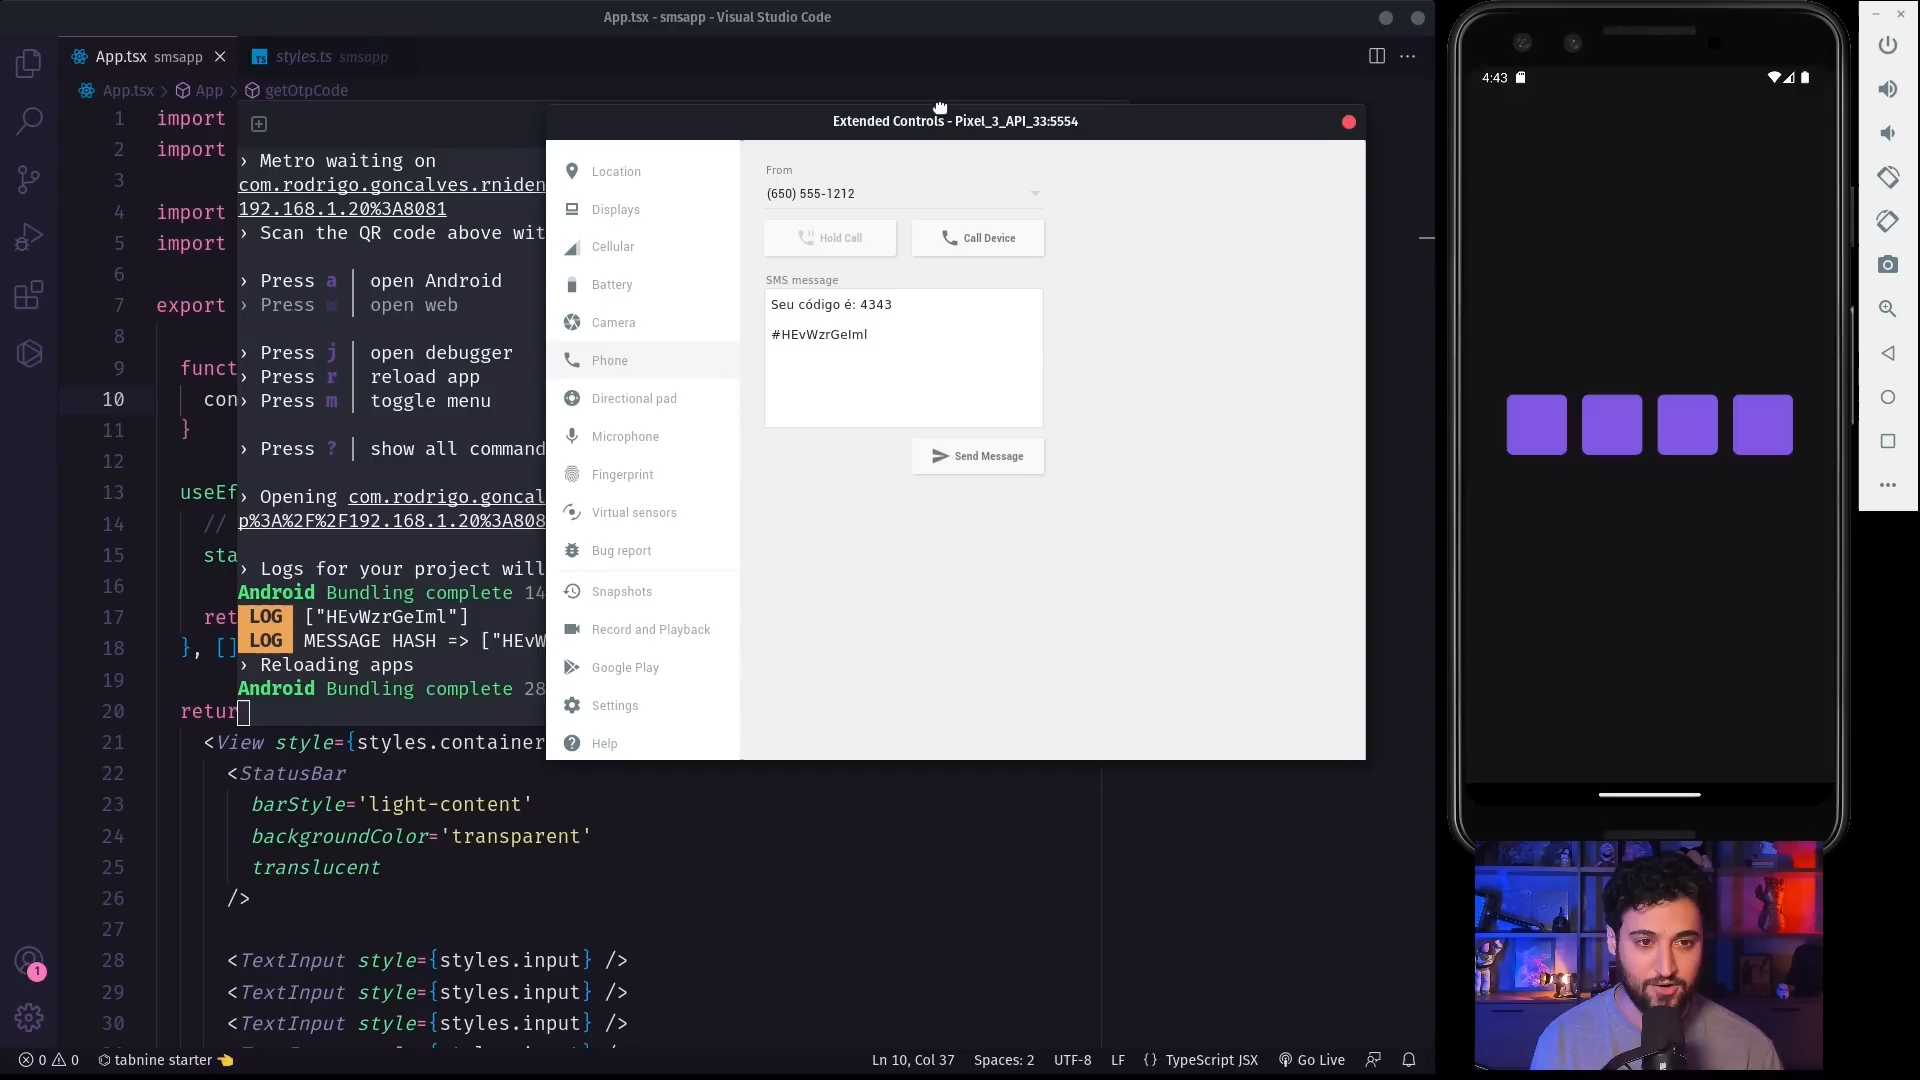 App.tsx - smsapp - Visual Studio Code
App.tsx smsapp
TS styles.ts smsapp
App.tsx > App > getOtpCode
1 import
2 import
3
4 import
5 import
6
7 export
8
9 funct
10 con
11 }
12
13 useEf
14 //
15 sta
16
17 ret
18 }, []
19
20 retur
21 <View style={styles.container
22 <StatusBar
23 barStyle='light-content'
24 backgroundColor='transparent'
25 translucent
26 />
27
28 <TextInput style={styles.input} />
29 <TextInput style={styles.input} />
30 <TextInput style={styles.input} />
› Metro waiting on
com.rodrigo.goncalves.rniden
192.168.1.20%3A8081
› Scan the QR code above wit
› Press a │ open Android
› Press w │ open web
› Press j │ open debugger
› Press r │ reload app
› Press m │ toggle menu
› Press ? │ show all command
› Opening com.rodrigo.goncal
p%3A%2F%2F192.168.1.20%3A808
› Logs for your project will
Android Bundling complete 14
LOG ["HEvWzrGeIml"]
LOG MESSAGE HASH => ["HEvW
› Reloading apps
Android Bundling complete 28
Extended Controls - Pixel_3_API_33:5554
Location
Displays
Cellular
Battery
Camera
Phone
Directional pad
Microphone
Fingerprint
Virtual sensors
Bug report
Snapshots
Record and Playback
Google Play
Settings
Help
From
(650) 555-1212
Hold Call
Call Device
SMS message
Seu código é: 4343
#HEvWzrGeIml
Send Message
4:43
1
0 0 tabnine starter
Ln 10, Col 37 Spaces: 2 UTF-8 LF {} TypeScript JSX Go Live